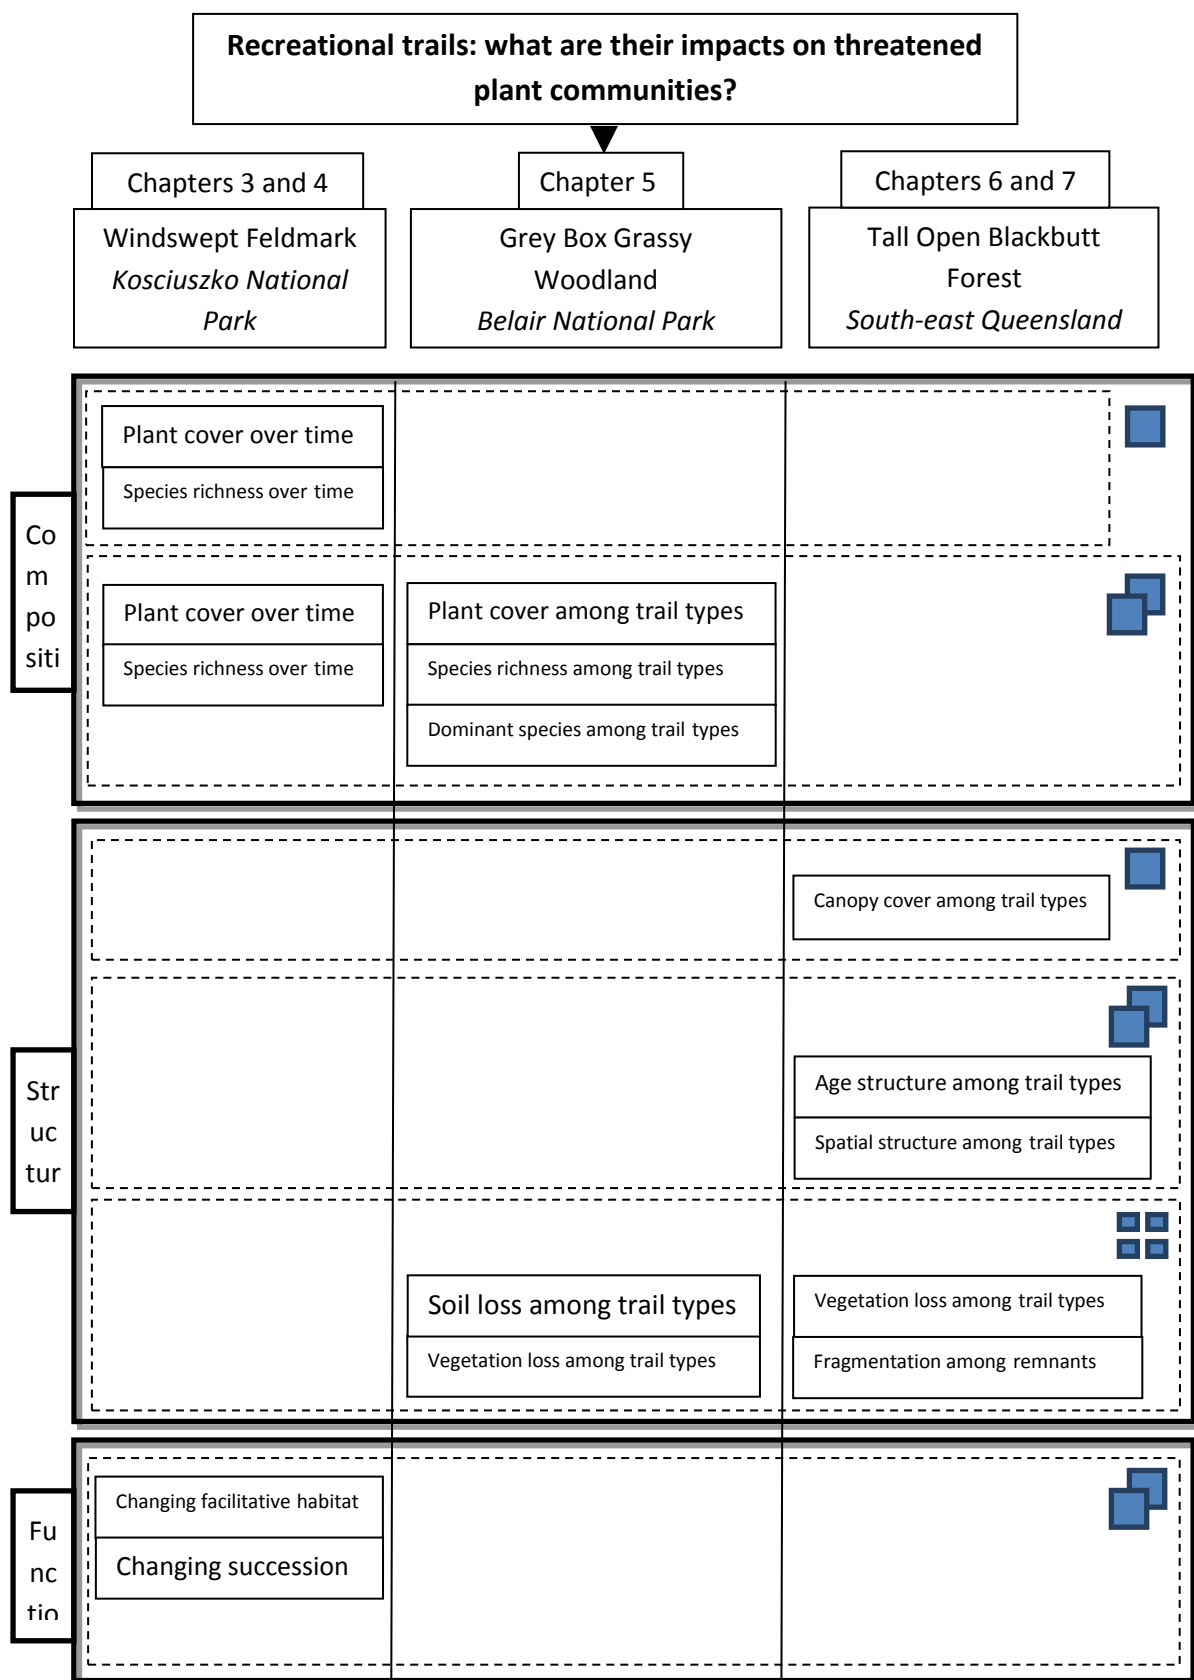 Recreational trails: what are their impacts on threatened
plant communities?
Chapters 3 and 4
Chapter 5
Chapters 6 and 7
Windswept Feldmark
Kosciuszko National
Park
Grey Box Grassy
Woodland
Belair National Park
Tall Open Blackbutt
Forest
South-east Queensland
Co
m
po
siti
Plant cover over time
Species richness over time
Plant cover over time
Species richness over time
Plant cover among trail types
Species richness among trail types
Dominant species among trail types
Str
uc
tur
Canopy cover among trail types
Age structure among trail types
Spatial structure among trail types
Soil loss among trail types
Vegetation loss among trail types
Vegetation loss among trail types
Fragmentation among remnants
Fu
nc
tio
Changing facilitative habitat
Changing succession